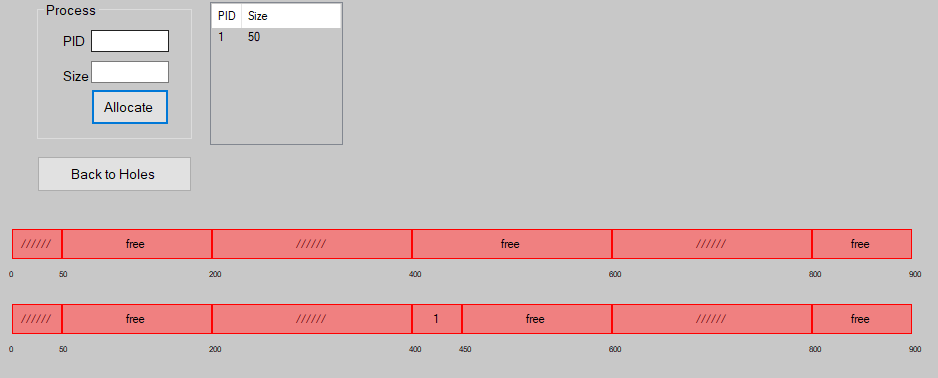 Process
PID
Size
Allocate
Back to Holes
PID Size
1 50
////// free ////// free ////// free
0 50 200 400 600 800 900
////// free ////// 1 free ////// free
0 50 200 400 450 600 800 900